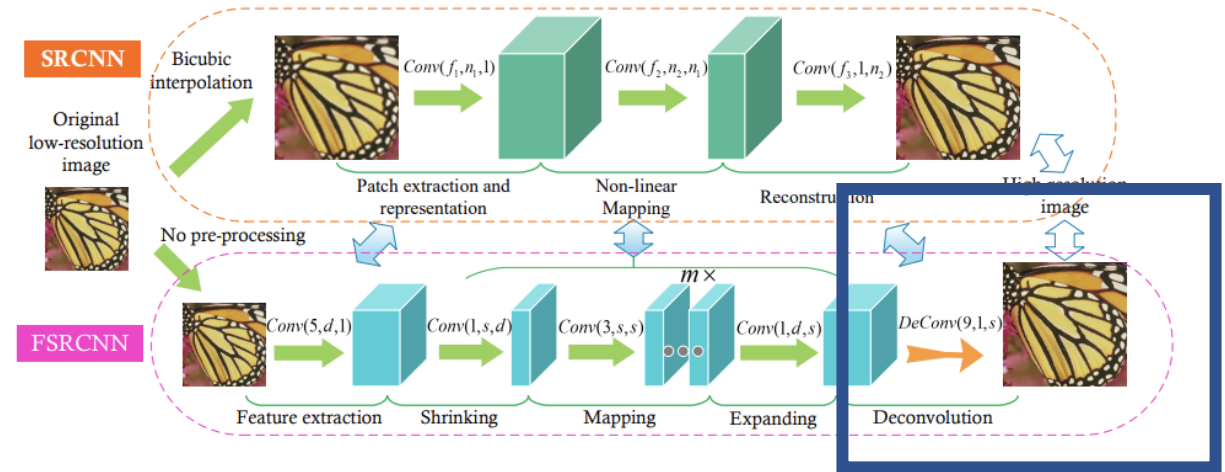 SRCNN
Bicubic
interpolation
Original
low-resolution
image
Conv(f₁,n₁,1)
Conv(f₂,n₂,n₁)
Conv(f₃,1,n₂)
Patch extraction and
representation
Non-linear
Mapping
Reconstruction
High-resolution
image
No pre-processing
m ×
FSRCNN
Conv(5,d,1)
Conv(1,s,d)
Conv(3,s,s)
Conv(1,d,s)
DeConv(9,1,s)
Feature extraction
Shrinking
Mapping
Expanding
Deconvolution